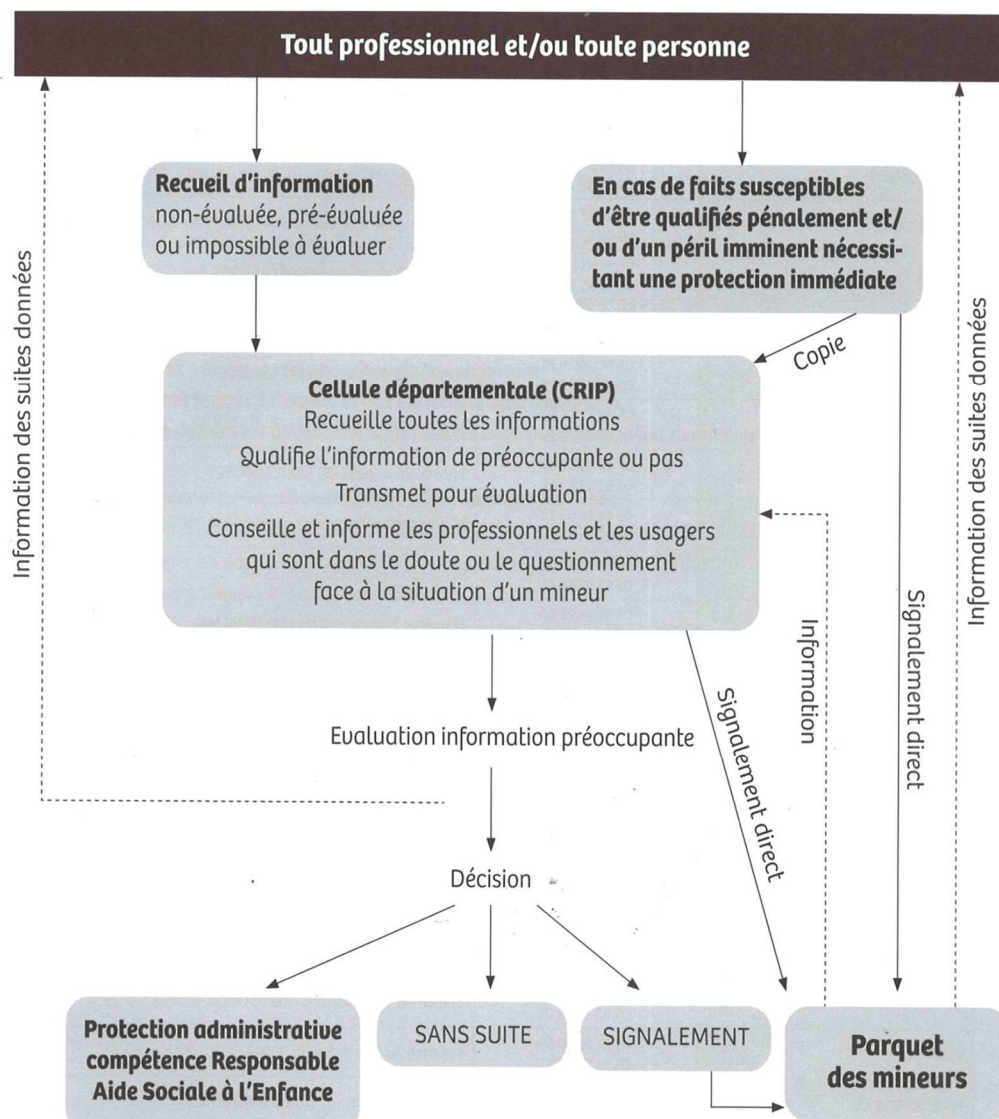 Tout professionnel et/ou toute personne
Recueil d'information
non-évaluée, pré-évaluée
ou impossible à évaluer
En cas de faits susceptibles
d'être qualifiés pénalement et/
ou d'un péril imminent nécessi-
tant une protection immédiate
Information des suites données
Information des suites données
Copie
Cellule départementale (CRIP)
Recueille toutes les informations
Qualifie l'information de préoccupante ou pas
Transmet pour évaluation
Conseille et informe les professionnels et les usagers
qui sont dans le doute ou le questionnement
face à la situation d'un mineur
Signalement direct
Information
Signalement direct
Evaluation information préoccupante
Décision
Protection administrative
compétence Responsable
Aide Sociale à l'Enfance
SANS SUITE
SIGNALEMENT
Parquet
des mineurs